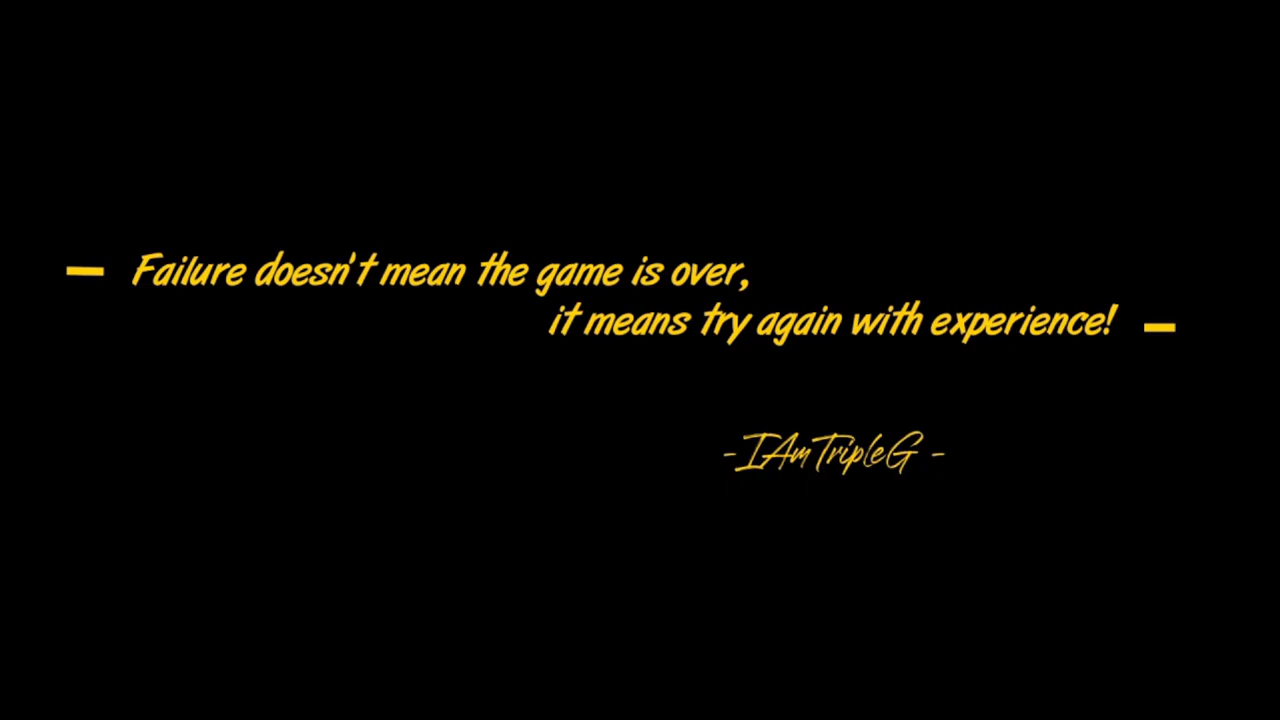 - Failure doesn't mean the game is over,
it means try again with experience! -
-IAmTripleG -